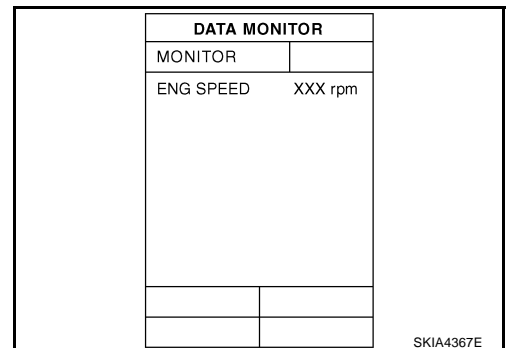 DATA MONITOR
MONITOR
ENG SPEED XXX rpm
SKIA4367E